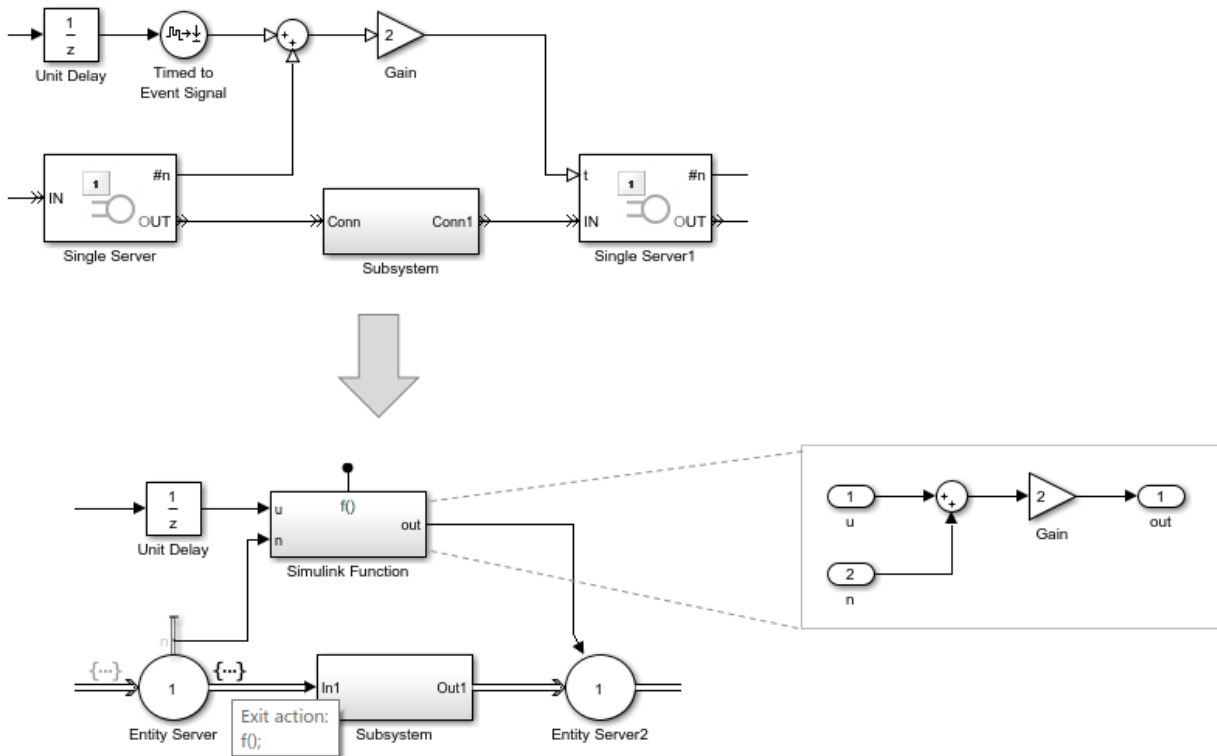 1
z
Unit Delay
Timed to
Event Signal
+
+
2
Gain
IN
1
#n
OUT
Single Server
Conn
Conn1
Subsystem
t
IN
1
#n
OUT
Single Server1
1
z
Unit Delay
u
n
f()
out
Simulink Function
1
u
2
n
+
+
2
Gain
1
out
n
{...}
1
{...}
Entity Server
Exit action:
f();
In1
Out1
Subsystem
1
Entity Server2